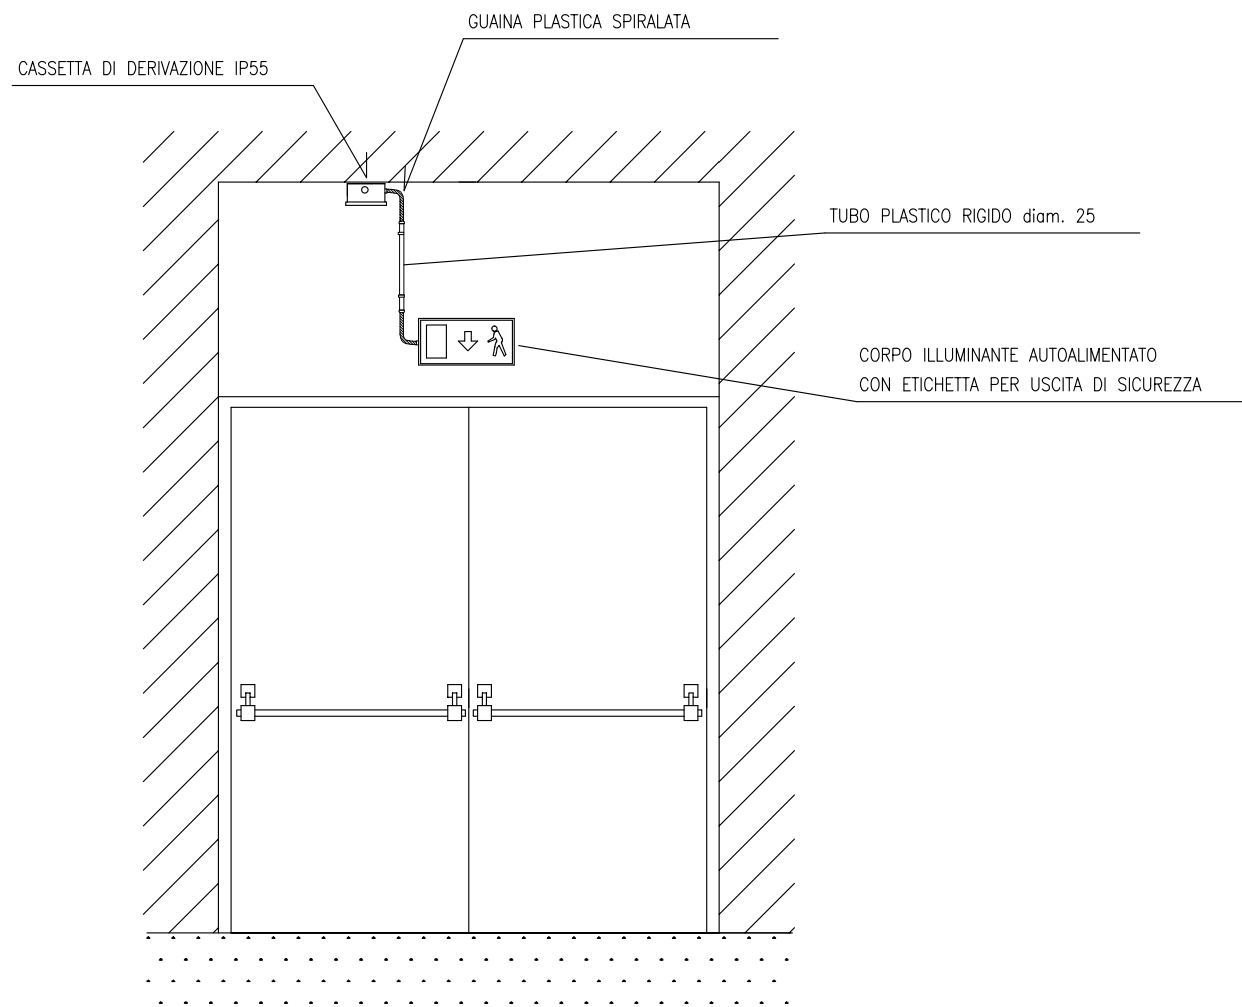 GUAINA PLASTICA SPIRALATA
CASSETTA DI DERIVAZIONE IP55
TUBO PLASTICO RIGIDO diam. 25
CORPO ILLUMINANTE AUTOALIMENTATO
CON ETICHETTA PER USCITA DI SICUREZZA